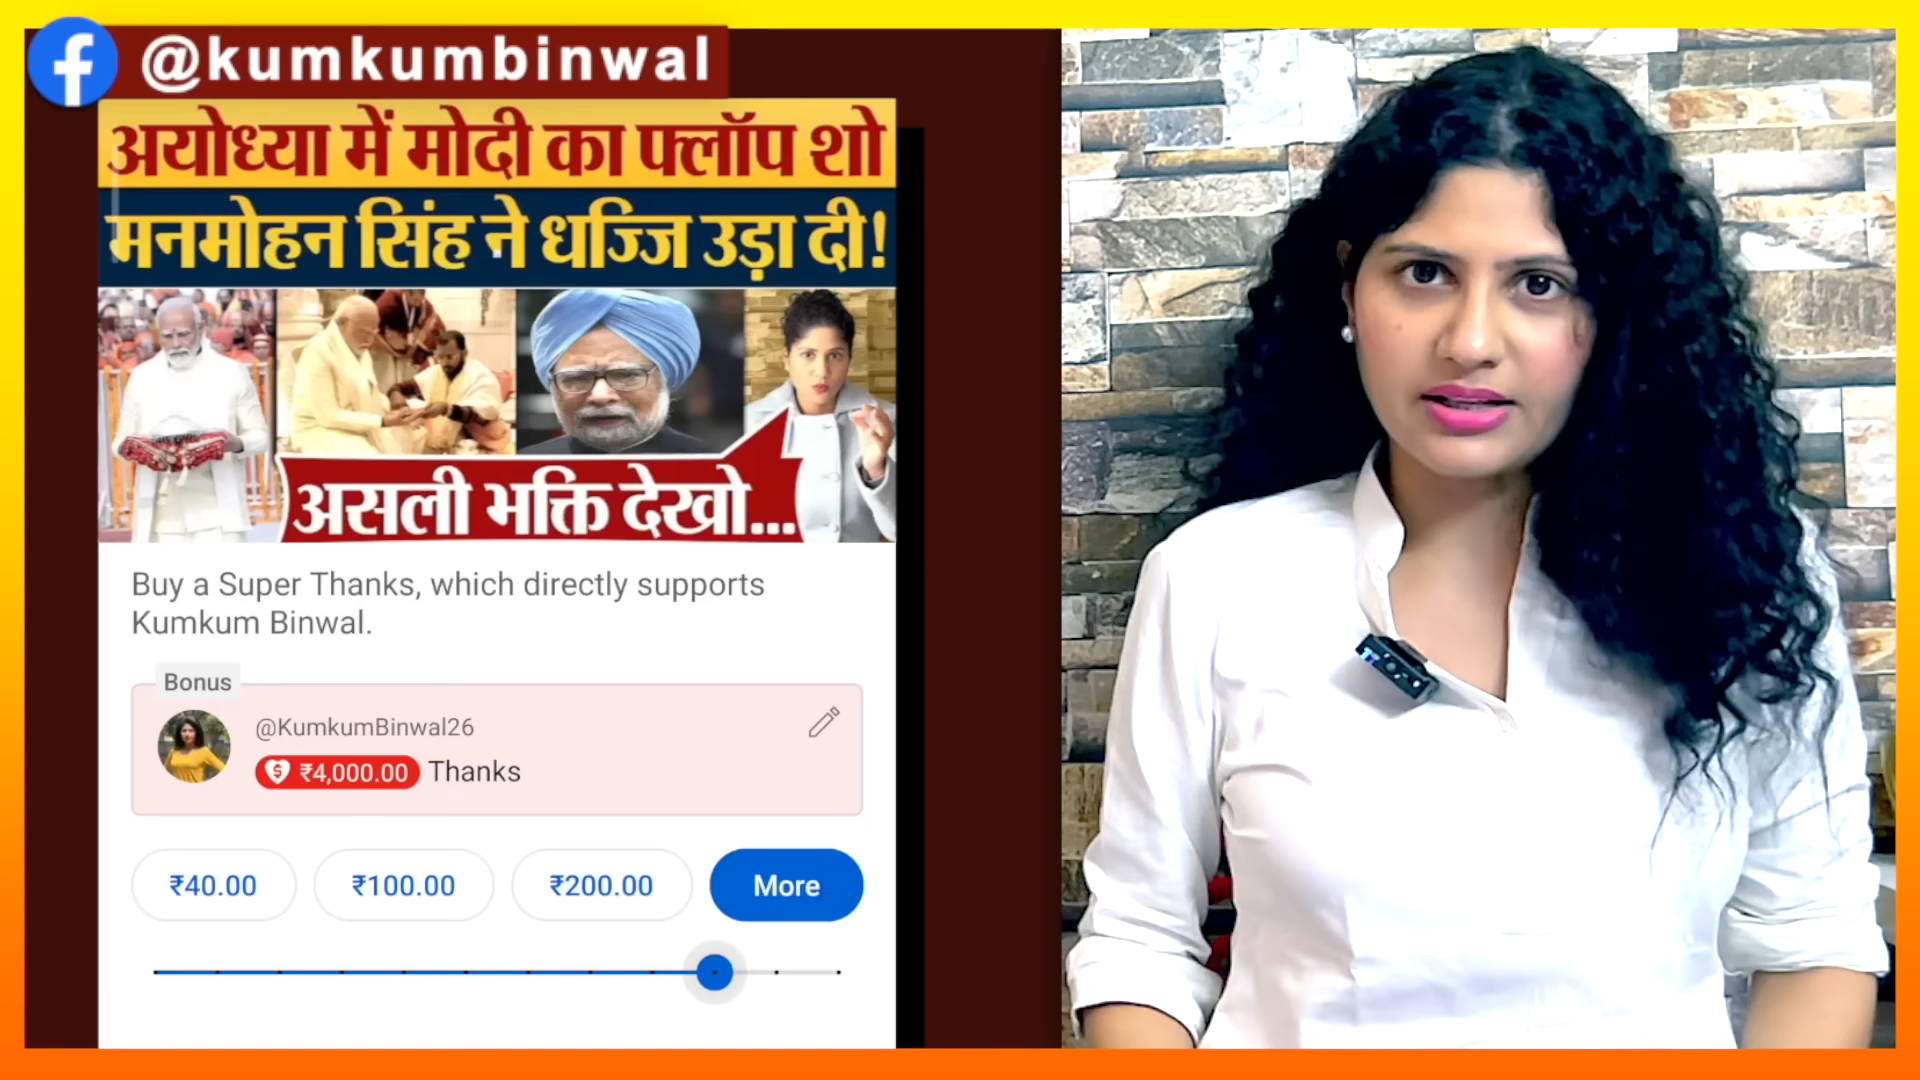 @kumkumbinwal
अयोध्या में मोदी का फ्लॉप शो
मनमोहन सिंह ने धज्जि उड़ा दी!
असली भक्ति देखो...
Buy a Super Thanks, which directly supports
Kumkum Binwal.
Bonus
@KumkumBinwal26
₹4,000.00 Thanks
₹40.00 ₹100.00 ₹200.00 More